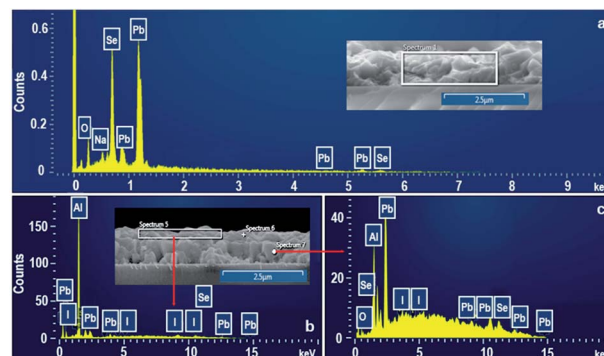 a
0.6
Se
Pb
Spectrum
2.5μm
Counts
0.4
0.2
O
Na
Pb
Pb
Pb
Se
0
0 1 2 3 4 5 6 7 8 9
keV
b
150
Al
Spectrum 5
Spectrum 6
Spectrum 7
2.5μm
Counts
100
50
0
Pb
I
Pb
Pb
I
I
I
Se
Pb
Pb
0 5 10 15
keV
c
40
Pb
Al
20
Se
O
I
I
Pb
Pb
Se
Pb
Pb
0
0 5 10 15
keV